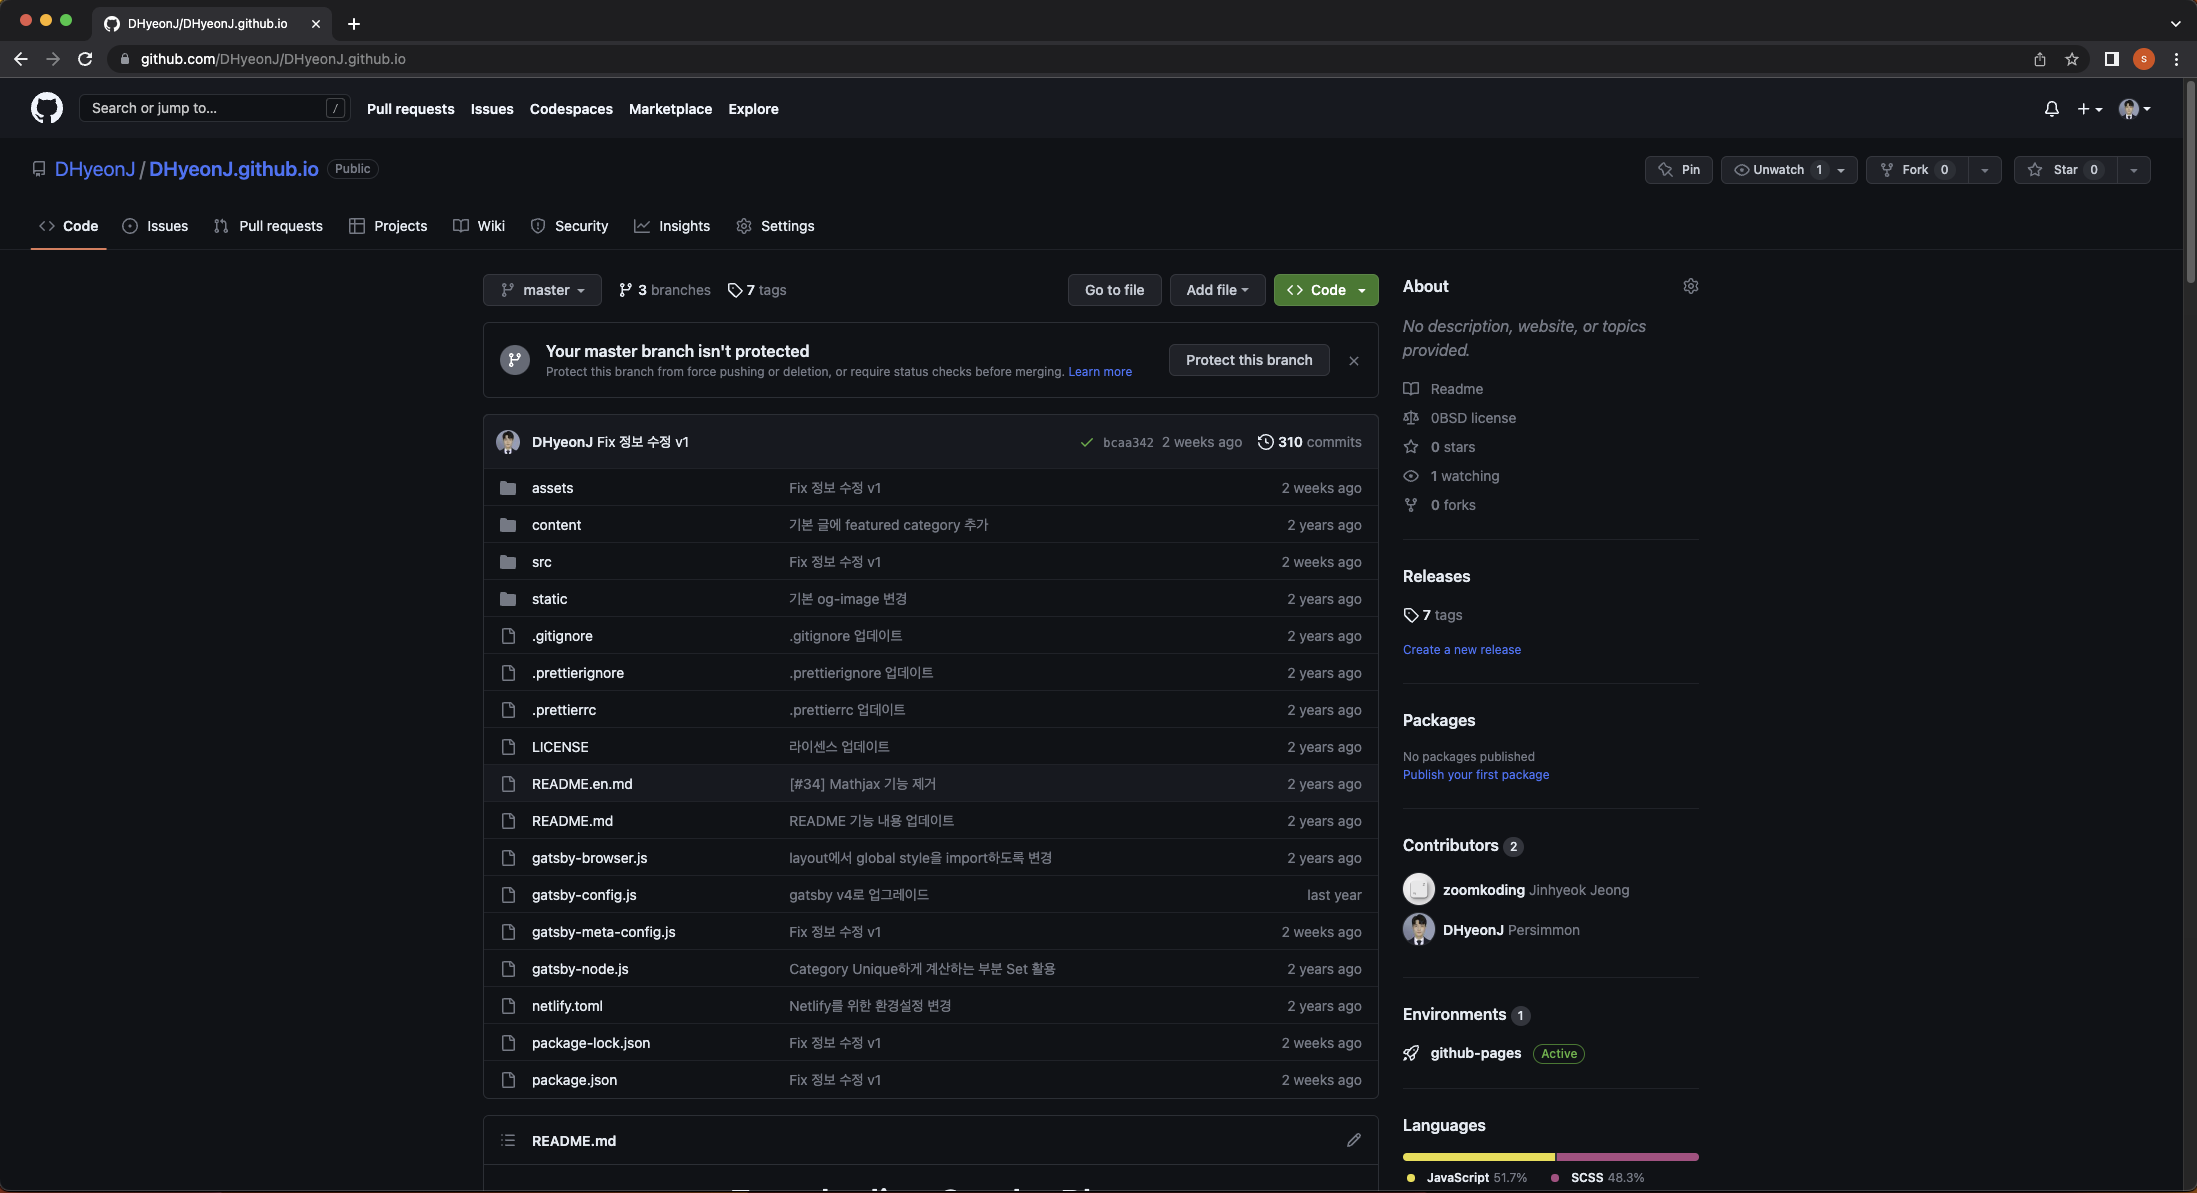 DHyeonJ/DHyeonJ.github.io
github.com/DHyeonJ/DHyeonJ.github.io
S
Search or jump to... /
Pull requests Issues Codespaces Marketplace Explore
DHyeonJ / DHyeonJ.github.io Public
Pin Unwatch 1 Fork 0 Star 0
Code Issues Pull requests Projects Wiki Security Insights Settings
master 3 branches 7 tags Go to file Add file Code
Your master branch isn't protected
Protect this branch from force pushing or deletion, or require status checks before merging. Learn more
Protect this branch
DHyeonJ Fix 정보 수정 v1 bcaa342 2 weeks ago 310 commits
assets Fix 정보 수정 v1 2 weeks ago
content 기본 글에 featured category 추가 2 years ago
src Fix 정보 수정 v1 2 weeks ago
static 기본 og-image 변경 2 years ago
.gitignore .gitignore 업데이트 2 years ago
.prettierignore .prettierignore 업데이트 2 years ago
.prettierrc .prettierrc 업데이트 2 years ago
LICENSE 라이센스 업데이트 2 years ago
README.en.md [#34] Mathjax 기능 제거 2 years ago
README.md README 기능 내용 업데이트 2 years ago
gatsby-browser.js layout에서 global style을 import하도록 변경 2 years ago
gatsby-config.js gatsby v4로 업그레이드 last year
gatsby-meta-config.js Fix 정보 수정 v1 2 weeks ago
gatsby-node.js Category Unique하게 계산하는 부분 Set 활용 2 years ago
netlify.toml Netlify를 위한 환경설정 변경 2 years ago
package-lock.json Fix 정보 수정 v1 2 weeks ago
package.json Fix 정보 수정 v1 2 weeks ago
README.md
About
No description, website, or topics
provided.
Readme
0BSD license
0 stars
1 watching
0 forks
Releases
7 tags
Create a new release
Packages
No packages published
Publish your first package
Contributors 2
zoomkoding Jinhyeok Jeong
DHyeonJ Persimmon
Environments 1
github-pages Active
Languages
JavaScript 51.7% SCSS 48.3%